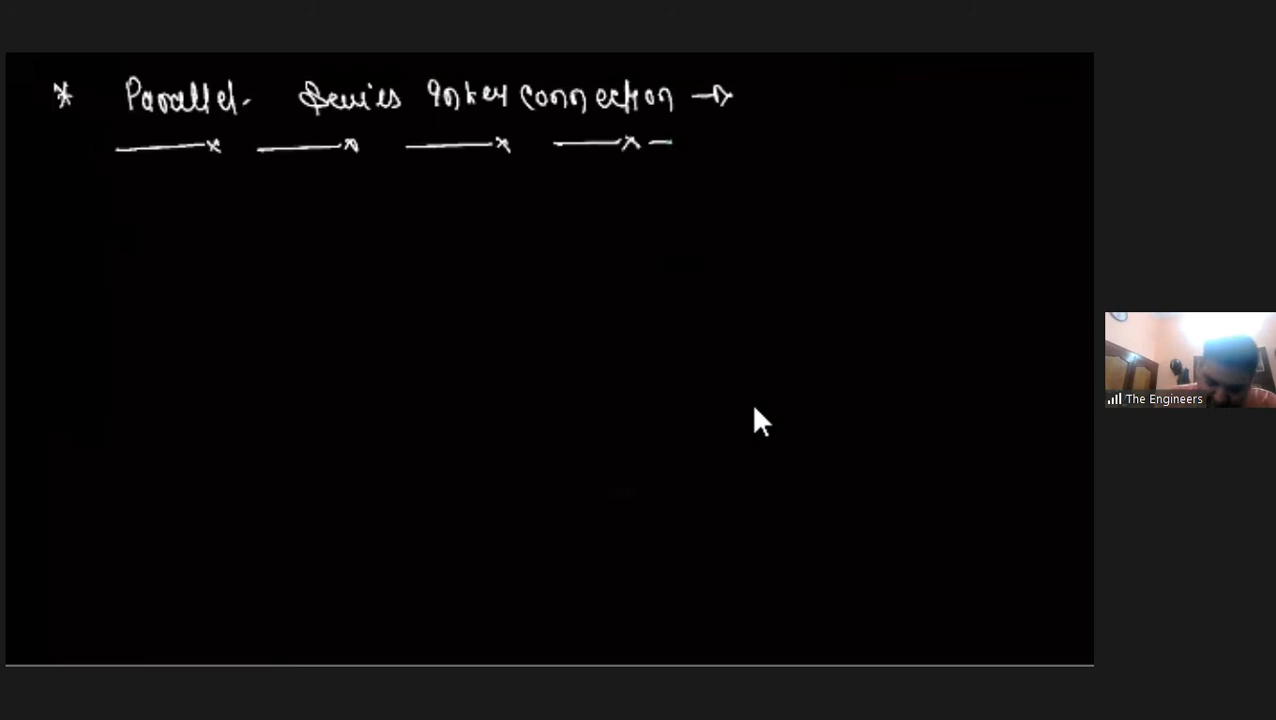 * Parallel- Series Inter connection →
The Engineers